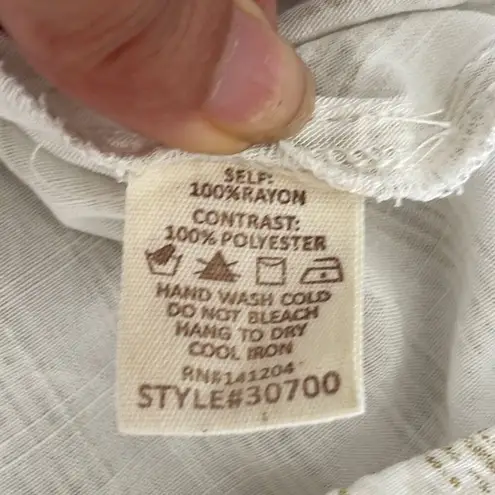 SELF:
100%RAYON
CONTRAST:
100% POLYESTER
HAND WASH COLD
DO NOT BLEACH
HANG TO DRY
COOL IRON
RN#141204
STYLE#30700